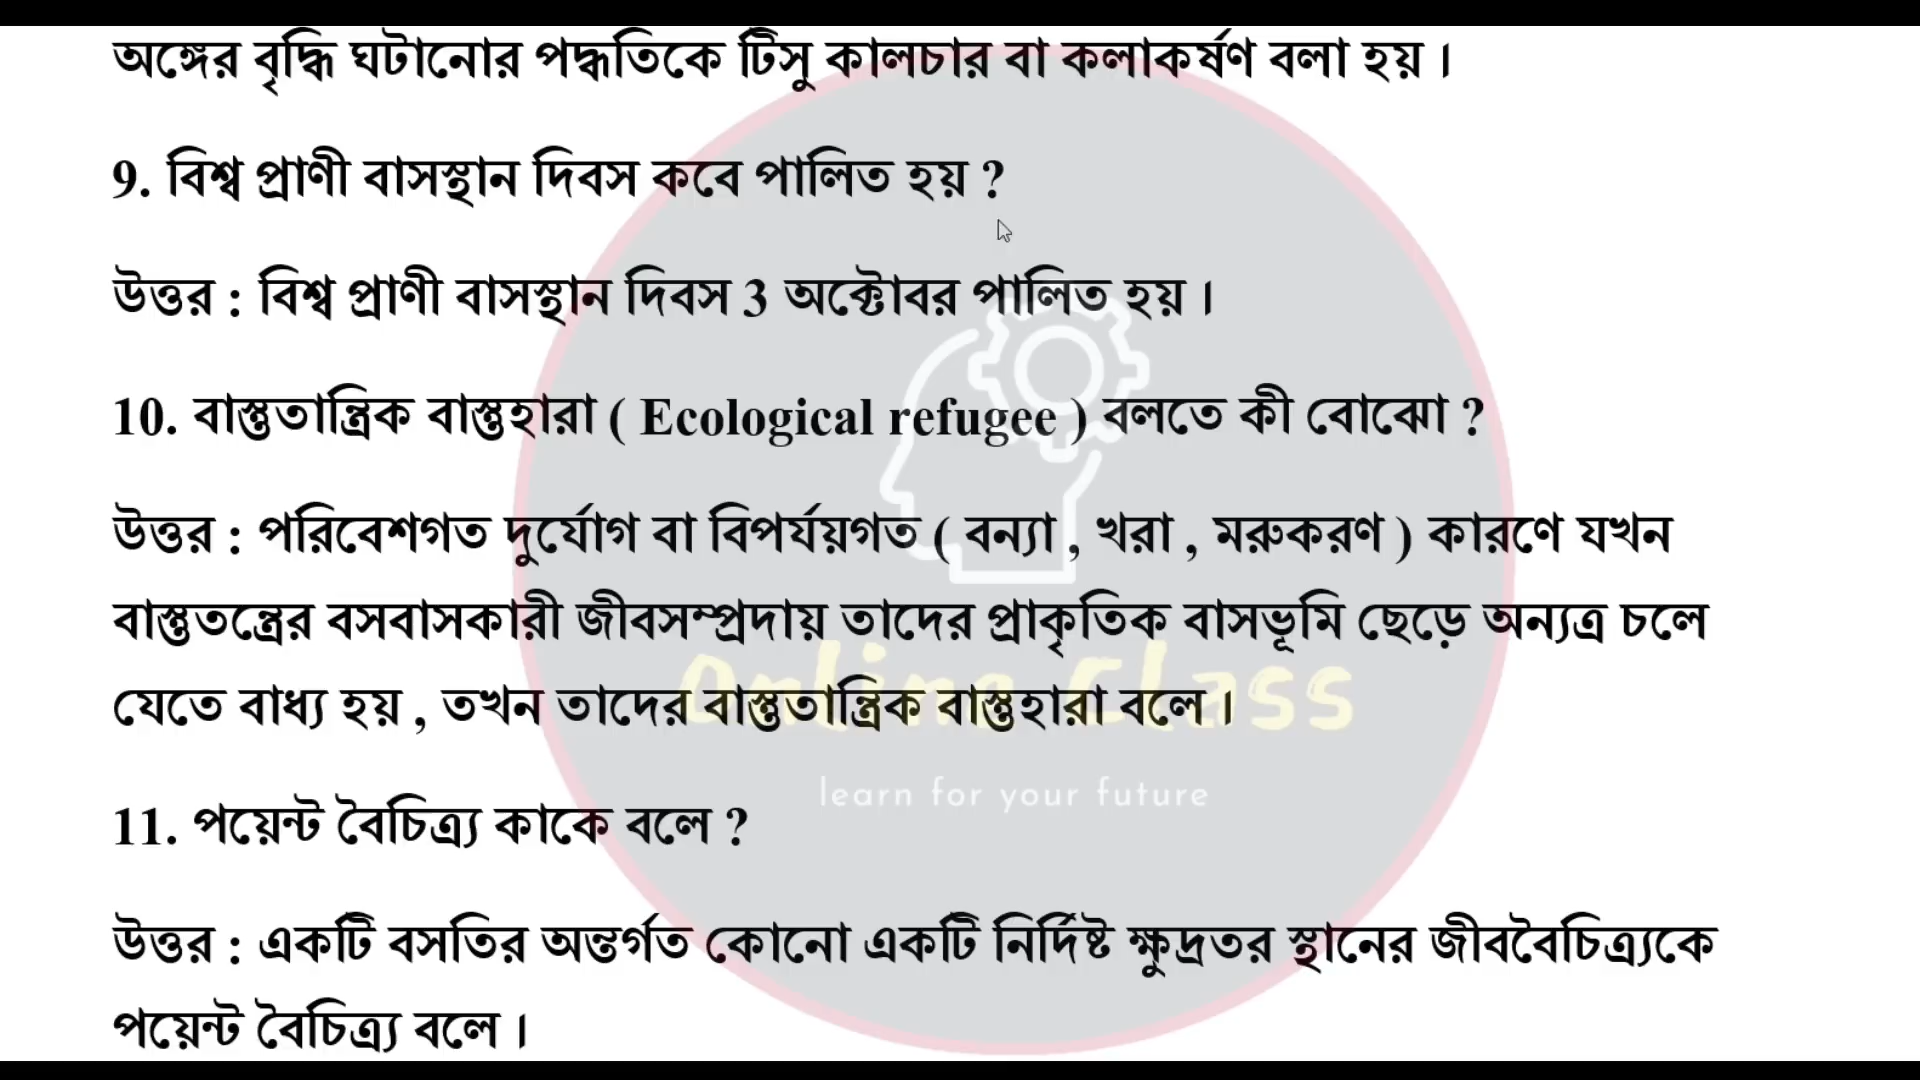 অঙ্গের বৃদ্ধি ঘটানোর পদ্ধতিকে টিসু কালচার বা কলাকর্ষণ বলা হয় ।
9. বিশ্ব প্রাণী বাসস্থান দিবস কবে পালিত হয় ?
উত্তর : বিশ্ব প্রাণী বাসস্থান দিবস 3 অক্টোবর পালিত হয় ।
10. বাস্তুতান্ত্রিক বাস্তুহারা ( Ecological refugee ) বলতে কী বোঝো ?
উত্তর : পরিবেশগত দুর্যোগ বা বিপর্যয়গত ( বন্যা , খরা , মরুকরণ ) কারণে যখন
বাস্তুতন্ত্রের বসবাসকারী জীবসম্প্রদায় তাদের প্রাকৃতিক বাসভূমি ছেড়ে অন্যত্র চলে
যেতে বাধ্য হয় , তখন তাদের বাস্তুতান্ত্রিক বাস্তুহারা বলে ।
Online Class
learn for your future
11. পয়েন্ট বৈচিত্র্য কাকে বলে ?
উত্তর : একটি বসতির অন্তর্গত কোনো একটি নির্দিষ্ট ক্ষুদ্রতর স্থানের জীববৈচিত্র্যকে
পয়েন্ট বৈচিত্র্য বলে ।